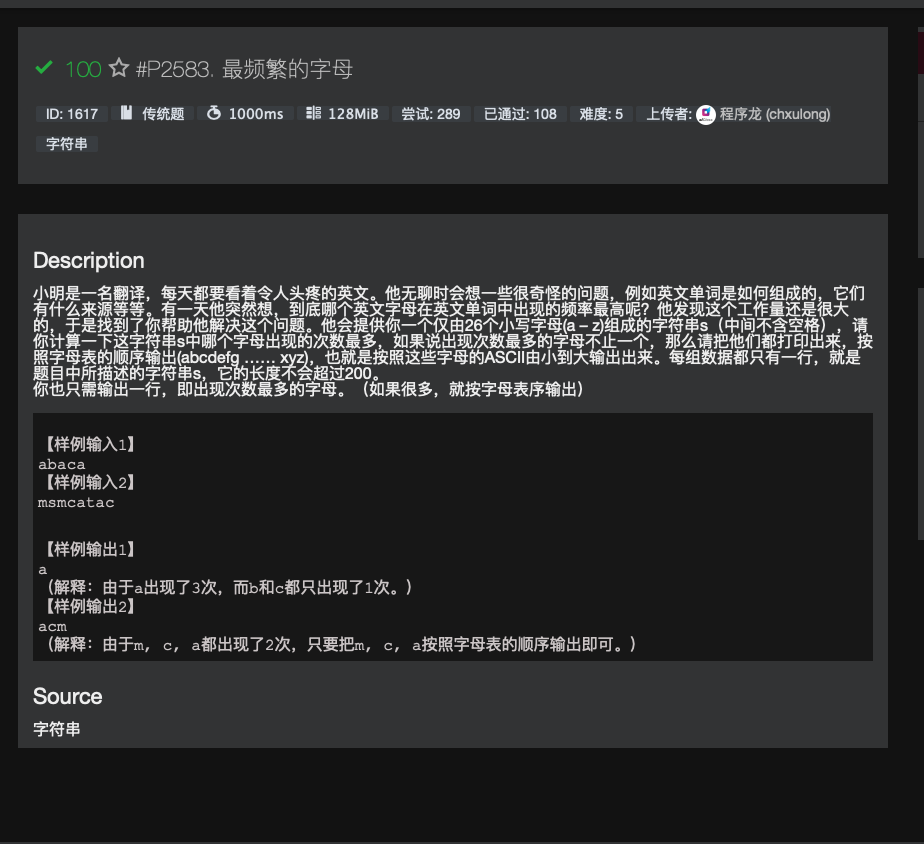 100 #P2583. 最频繁的字母
ID: 1617 传统题 1000ms 128MiB 尝试: 289 已通过: 108 难度: 5 上传者: 程序龙 (chxulong)
字符串
Description
小明是一名翻译，每天都要看着令人头疼的英文。他无聊时会想一些很奇怪的问题，例如英文单词是如何组成的，它们
有什么来源等等。有一天他突然想，到底哪个英文字母在英文单词中出现的频率最高呢？他发现这个工作量还是很大
的，于是找到了你帮助他解决这个问题。他会提供你一个仅由26个小写字母(a – z)组成的字符串s（中间不含空格），请
你计算一下这字符串s中哪个字母出现的次数最多，如果说出现次数最多的字母不止一个，那么请把他们都打印出来，按
照字母表的顺序输出(abcdefg …… xyz)，也就是按照这些字母的ASCII由小到大输出出来。每组数据都只有一行，就是
题目中所描述的字符串s，它的长度不会超过200。
你也只需输出一行，即出现次数最多的字母。（如果很多，就按字母表序输出）
【样例输入1】
abaca
【样例输入2】
msmcatac
【样例输出1】
a
（解释：由于a出现了3次，而b和c都只出现了1次。）
【样例输出2】
acm
（解释：由于m, c, a都出现了2次，只要把m, c, a按照字母表的顺序输出即可。）
Source
字符串